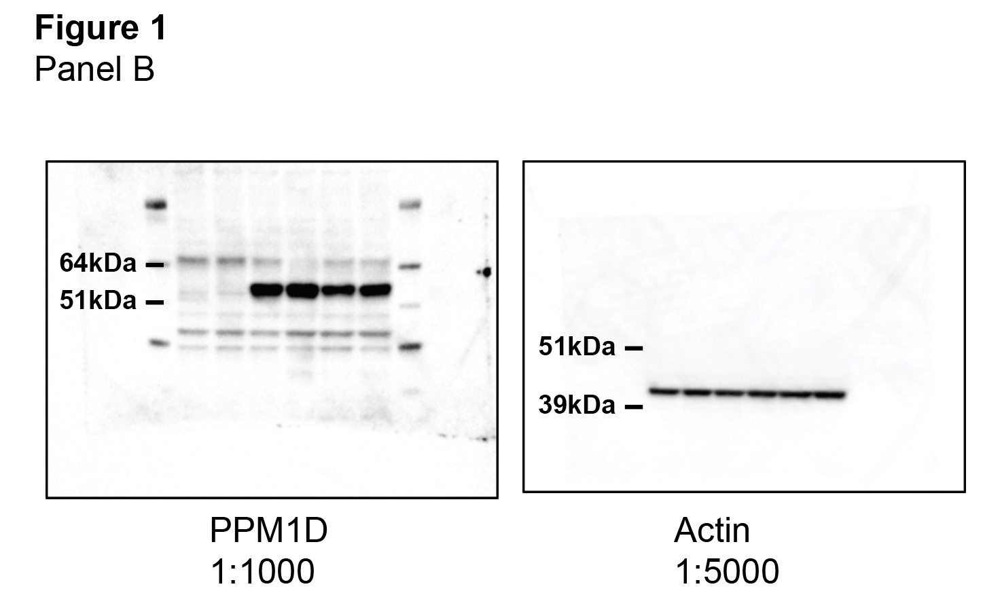 Figure 1
Panel B
64kDa
51kDa
51kDa
39kDa
PPM1D
1:1000
Actin
1:5000